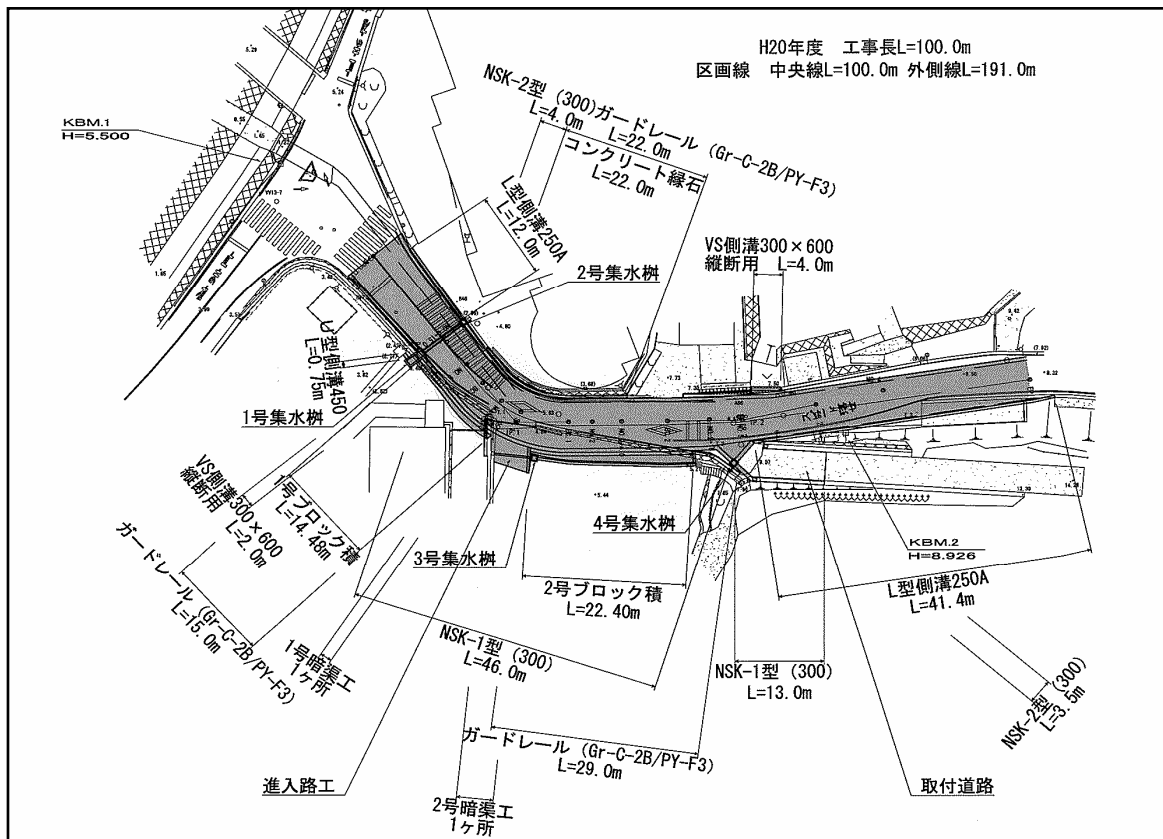 H20年度 工事長L=100.0m
区画線 中央線L=100.0m 外側線L=191.0m
KBM.1
H=5.500
NSK-2型 (300)
L=4.0m
ガードレール (Gr-C-2B/PY-F3)
L=22.0m
コンクリート縁石
L=22.0m
L型側溝250A
L=12.0m
2号集水桝
VS側溝300×600
縦断用 L=4.0m
L型側溝450
L=0.75m
1号集水桝
VS側溝300×600
縦断用 L=2.0m
1号ブロック積
L=14.48m
ガードレール (Gr-C-2B/PY-F3)
L=15.0m
3号集水桝
4号集水桝
2号ブロック積
L=22.40m
KBM.2
H=8.926
L型側溝250A
L=41.4m
NSK-1型 (300)
L=46.0m
NSK-1型 (300)
L=13.0m
NSK-2型 (300)
L=3.5m
1号暗渠工
1ヶ所
ガードレール (Gr-C-2B/PY-F3)
L=29.0m
進入路工
2号暗渠工
1ヶ所
取付道路